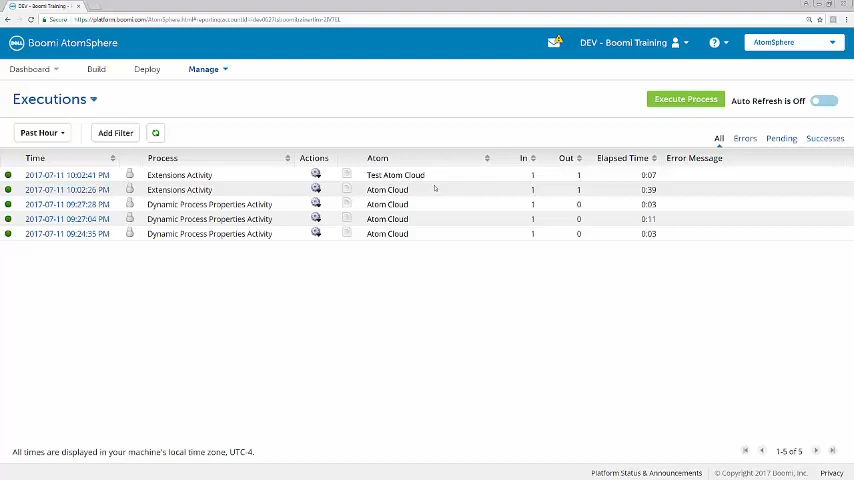 DEV - Boomi Training -
Secure
Boomi AtomSphere
DEV - Boomi Training
AtomSphere
Dashboard
Build
Deploy
Manage
Executions
Execute Process
Auto Refresh is Off
Past Hour
Add Filter
All Errors Pending Successes
Time Process Actions Atom In Out Elapsed Time Error Message
2017-07-11 10:02:41 PM Extensions Activity Test Atom Cloud 1 1 0:07
2017-07-11 10:02:26 PM Extensions Activity Atom Cloud 1 1 0:39
2017-07-11 09:27:28 PM Dynamic Process Properties Activity Atom Cloud 1 0 0:03
2017-07-11 09:27:04 PM Dynamic Process Properties Activity Atom Cloud 1 0 0:11
2017-07-11 09:24:35 PM Dynamic Process Properties Activity Atom Cloud 1 0 0:03
All times are displayed in your machine's local time zone, UTC-4.
1-5 of 5
Platform Status & Announcements
© Copyright 2017 Boomi, Inc.
Privacy